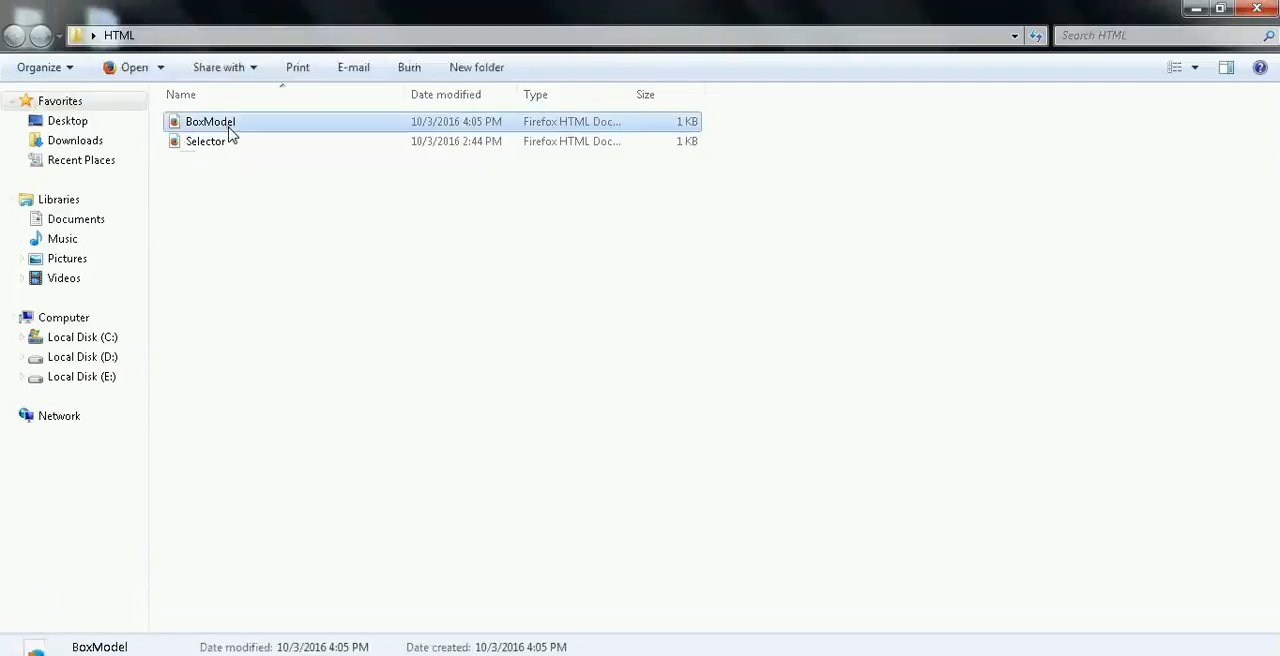 HTML
Search HTML
Organize Open Share with Print E-mail Burn New folder
Name Date modified Type Size
Favorites
Desktop
Downloads
Recent Places
Libraries
Documents
Music
Pictures
Videos
Computer
Local Disk (C:)
Local Disk (D:)
Local Disk (E:)
Network
BoxModel 10/3/2016 4:05 PM Firefox HTML Doc... 1 KB
Selector 10/3/2016 2:44 PM Firefox HTML Doc... 1 KB
BoxModel Date modified: 10/3/2016 4:05 PM Date created: 10/3/2016 4:05 PM